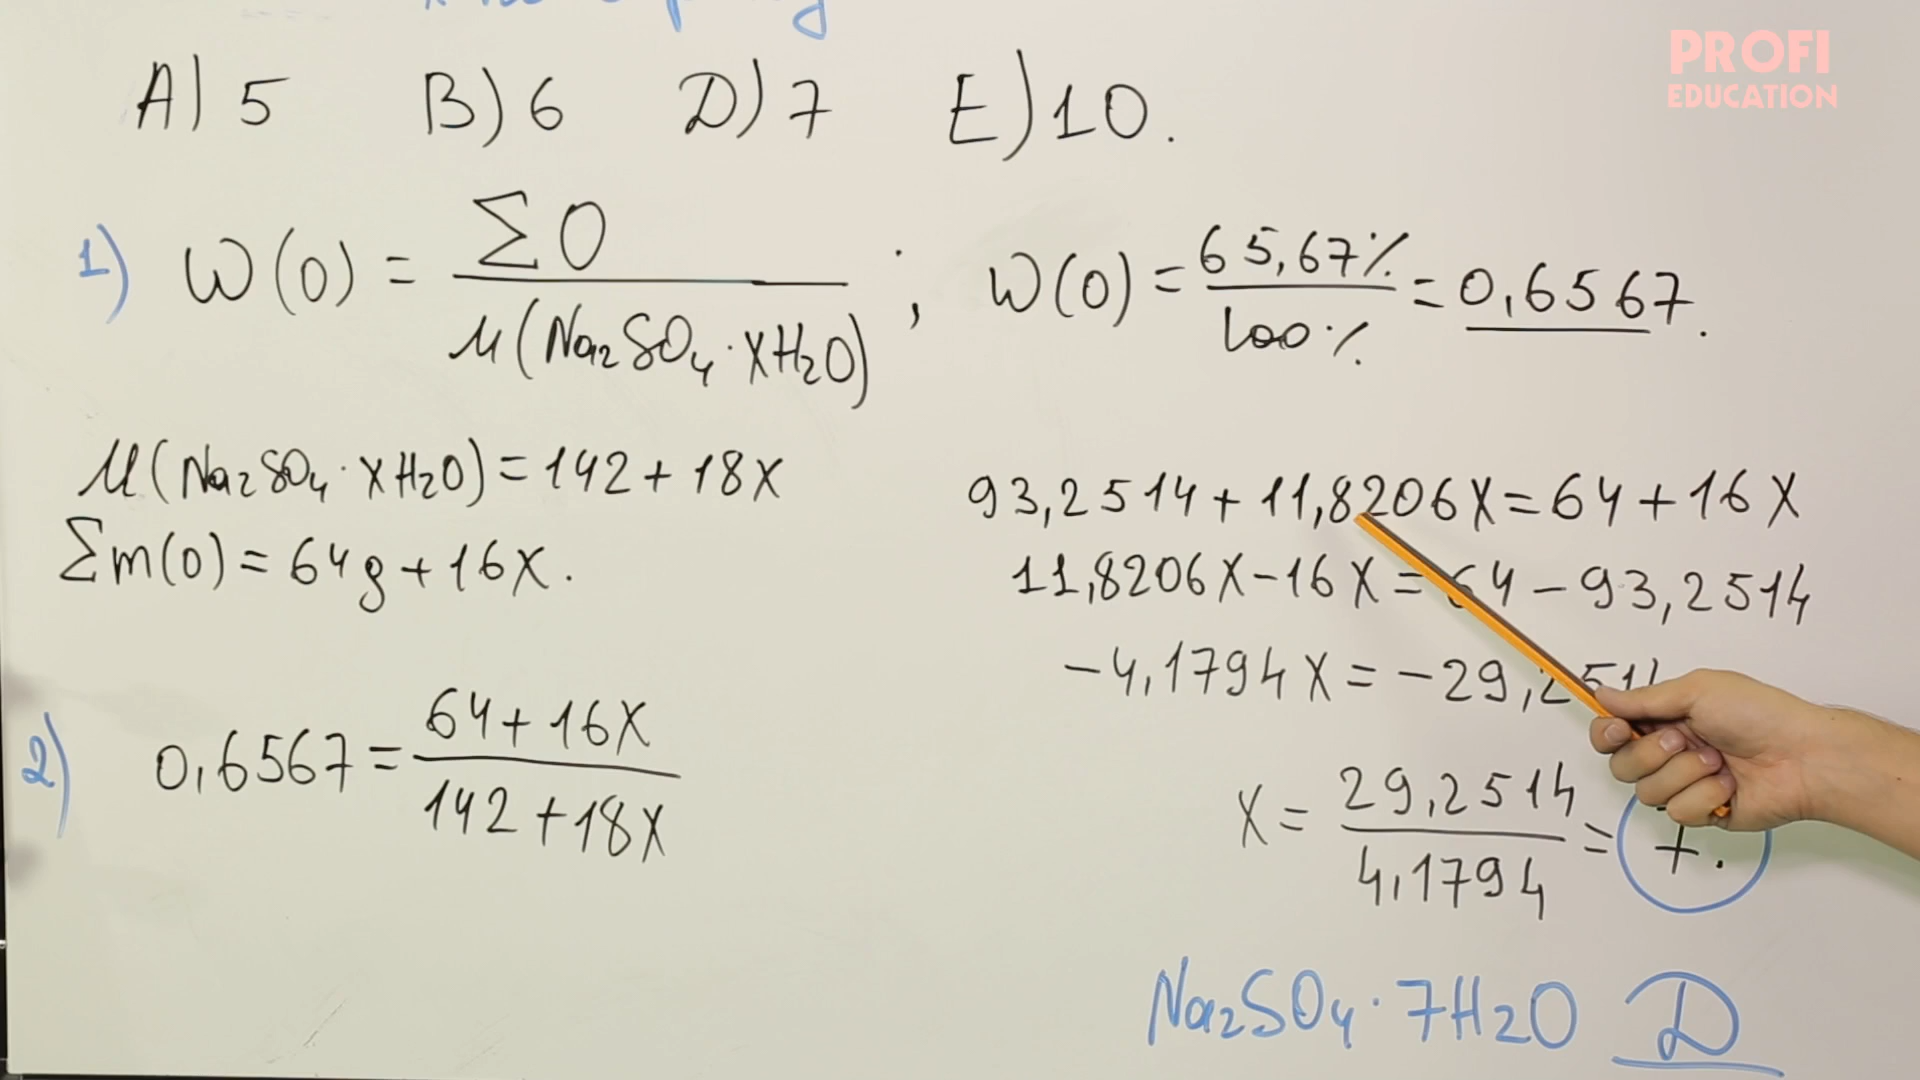 PROFI
EDUCATION
A) 5 B) 6 D) 7 E) 10.
1) W(O) = ΣO / M(Na₂SO₄·XH₂O) ; W(O) = 65,67% / 100% = 0,6567.
M(Na₂SO₄·XH₂O) = 142 + 18X
Σm(O) = 64g + 16X.
2) 0,6567 = 64 + 16X / 142 + 18X
93,2514 + 11,8206X = 64 + 16X
11,8206X - 16X = 64 - 93,2514
-4,1794X = -29,2514
X = 29,2514 / 4,1794 = 7.
Na₂SO₄·7H₂O D